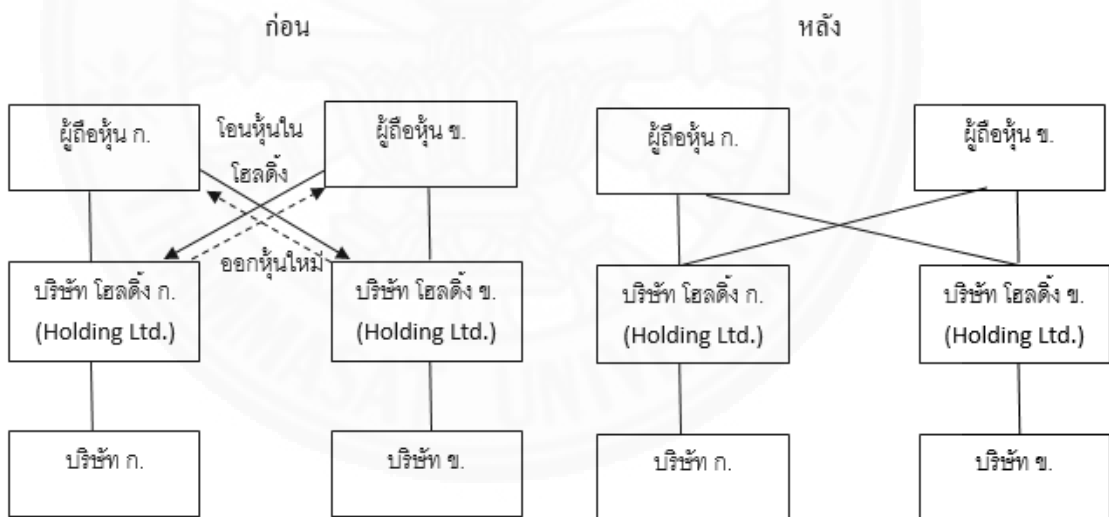 ก่อน
หลัง
ผู้ถือหุ้น ก.
โอนหุ้นใน
โฮลดิ้ง
ผู้ถือหุ้น ข.
ออกหุ้นใหม่
บริษัท โฮลดิ้ง ก.
(Holding Ltd.)
บริษัท โฮลดิ้ง ข.
(Holding Ltd.)
บริษัท ก.
บริษัท ข.
ผู้ถือหุ้น ก.
ผู้ถือหุ้น ข.
บริษัท โฮลดิ้ง ก.
(Holding Ltd.)
บริษัท โฮลดิ้ง ข.
(Holding Ltd.)
บริษัท ก.
บริษัท ข.